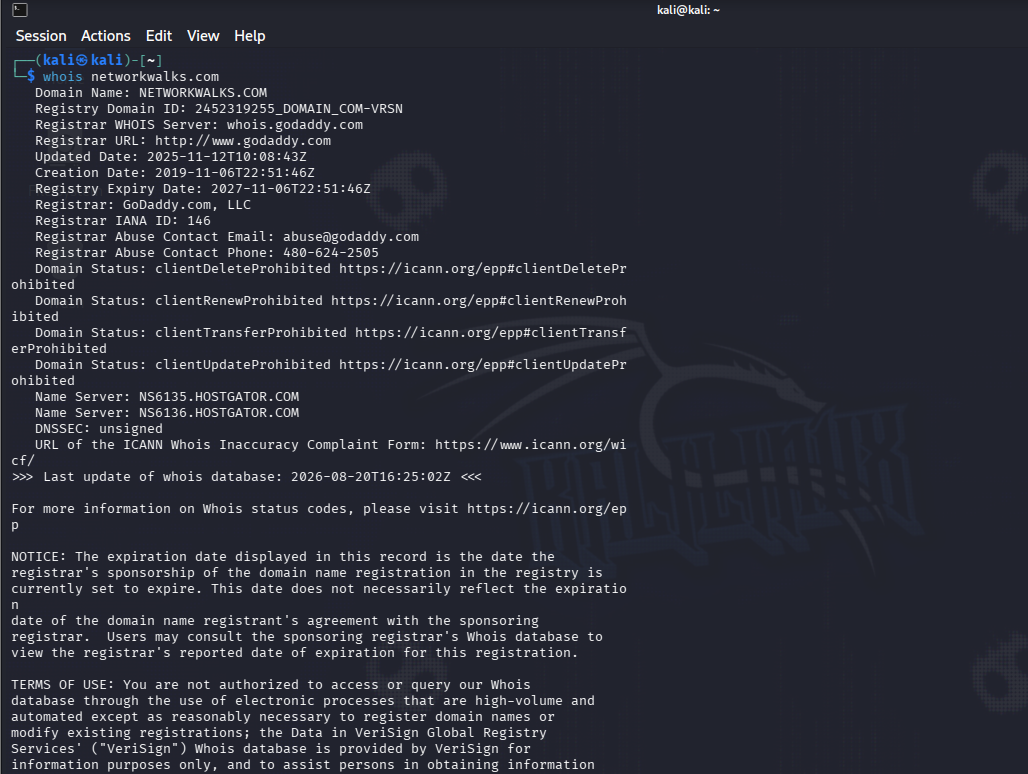 kali@kali: ~
Session Actions Edit View Help
┌──(kali㉿kali)-[~]
└─$ whois networkwalks.com
Domain Name: NETWORKWALKS.COM
Registry Domain ID: 2452319255_DOMAIN_COM-VRSN
Registrar WHOIS Server: whois.godaddy.com
Registrar URL: http://www.godaddy.com
Updated Date: 2025-11-12T10:08:43Z
Creation Date: 2019-11-06T22:51:46Z
Registry Expiry Date: 2027-11-06T22:51:46Z
Registrar: GoDaddy.com, LLC
Registrar IANA ID: 146
Registrar Abuse Contact Email: abuse@godaddy.com
Registrar Abuse Contact Phone: 480-624-2505
Domain Status: clientDeleteProhibited https://icann.org/epp#clientDeletePr
ohibited
Domain Status: clientRenewProhibited https://icann.org/epp#clientRenewProh
ibited
Domain Status: clientTransferProhibited https://icann.org/epp#clientTransf
erProhibited
Domain Status: clientUpdateProhibited https://icann.org/epp#clientUpdatePr
ohibited
Name Server: NS6135.HOSTGATOR.COM
Name Server: NS6136.HOSTGATOR.COM
DNSSEC: unsigned
URL of the ICANN Whois Inaccuracy Complaint Form: https://www.icann.org/wi
cf/
>>> Last update of whois database: 2026-08-20T16:25:02Z <<<
For more information on Whois status codes, please visit https://icann.org/ep
p
NOTICE: The expiration date displayed in this record is the date the
registrar's sponsorship of the domain name registration in the registry is
currently set to expire. This date does not necessarily reflect the expiratio
n
date of the domain name registrant's agreement with the sponsoring
registrar.  Users may consult the sponsoring registrar's Whois database to
view the registrar's reported date of expiration for this registration.
TERMS OF USE: You are not authorized to access or query our Whois
database through the use of electronic processes that are high-volume and
automated except as reasonably necessary to register domain names or
modify existing registrations; the Data in VeriSign Global Registry
Services' ("VeriSign") Whois database is provided by VeriSign for
information purposes only, and to assist persons in obtaining information
KALI LINUX